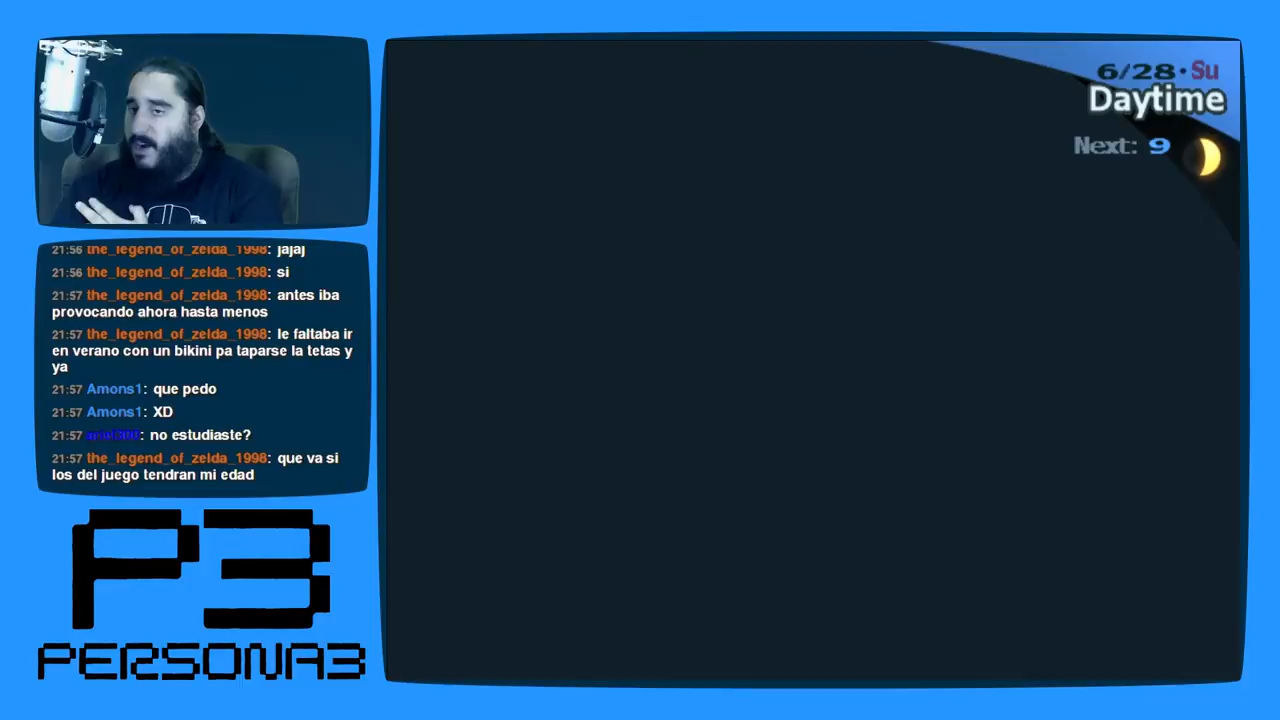 6/28·Su
Daytime
Next: 9
21:56 the_legend_of_zelda_1998: jajaj
21:56 the_legend_of_zelda_1998: si
21:57 the_legend_of_zelda_1998: antes iba
provocando ahora hasta menos
21:57 the_legend_of_zelda_1998: le faltaba ir
en verano con un bikini pa taparse la tetas y
ya
21:57 Amons1: que pedo
21:57 Amons1: XD
21:57 : no estudiaste?
21:57 the_legend_of_zelda_1998: que va si
los del juego tendran mi edad
P3
PERSONA3